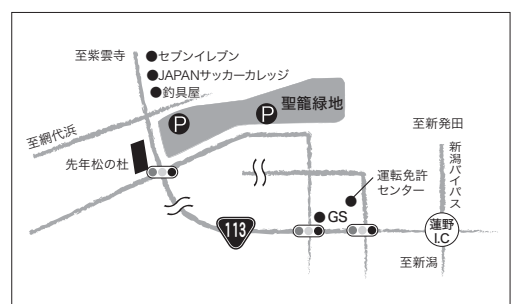 至紫雲寺
●セブンイレブン
●JAPANサッカーカレッジ
●釣具屋
P
P
聖籠緑地
至網代浜
先年松の杜
至新発田
新潟バイパス
運転免許
センター
GS
113
蓮野
I.C
至新潟